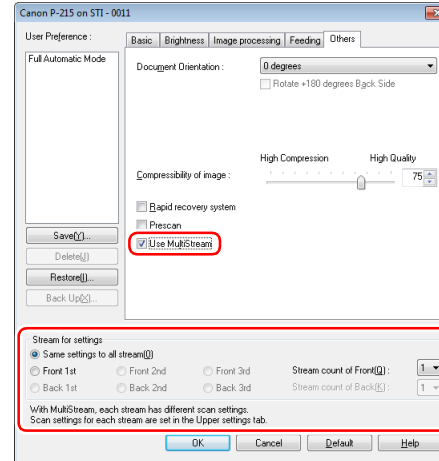 Canon P-215 on STI - 0011
User Preference :
Full Automatic Mode
Save(Y)...
Delete(J)
Restore(I)...
Back Up(X)...
Basic Brightness Image processing Feeding Others
Document Orientation : 0 degrees
Rotate +180 degrees Back Side
High Compression High Quality
Compressibility of image : 75
Rapid recovery system
Prescan
Use MultiStream
Stream for settings
Same settings to all stream(0)
Front 1st Front 2nd Front 3rd Stream count of Front(Q) : 1
Back 1st Back 2nd Back 3rd Stream count of Back(K) : 1
With MultiStream, each stream has different scan settings.
Scan settings for each stream are set in the Upper settings tab.
OK Cancel Default Help